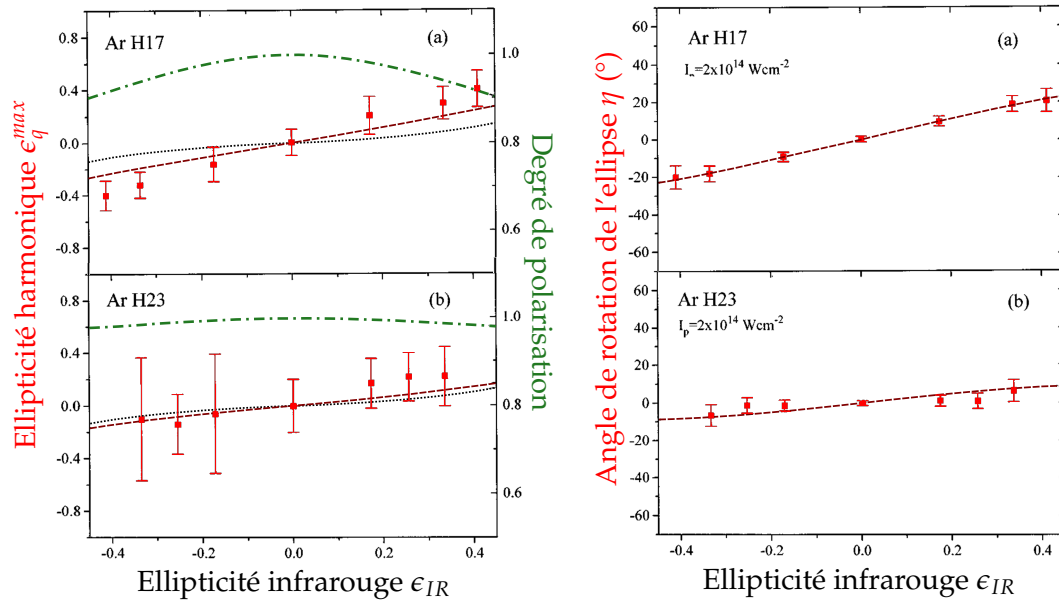 Ellipticité harmonique ϵ_q^{max}
0.8
0.4
0.0
-0.4
-0.8
Ar H17
(a)
1.0
0.8
0.6
0.8
0.4
0.0
-0.4
-0.8
Ar H23
(b)
1.0
0.8
0.6
Degré de polarisation
-0.4
-0.2
0.0
0.2
0.4
Ellipticité infrarouge ϵ_{IR}
Angle de rotation de l'ellipse η (°)
60
40
20
0
-20
-40
-60
Ar H17
(a)
I_p=2x10^{14} Wcm^{-2}
60
40
20
0
-20
-40
-60
Ar H23
(b)
I_p=2x10^{14} Wcm^{-2}
-0.4
-0.2
0.0
0.2
0.4
Ellipticité infrarouge ϵ_{IR}